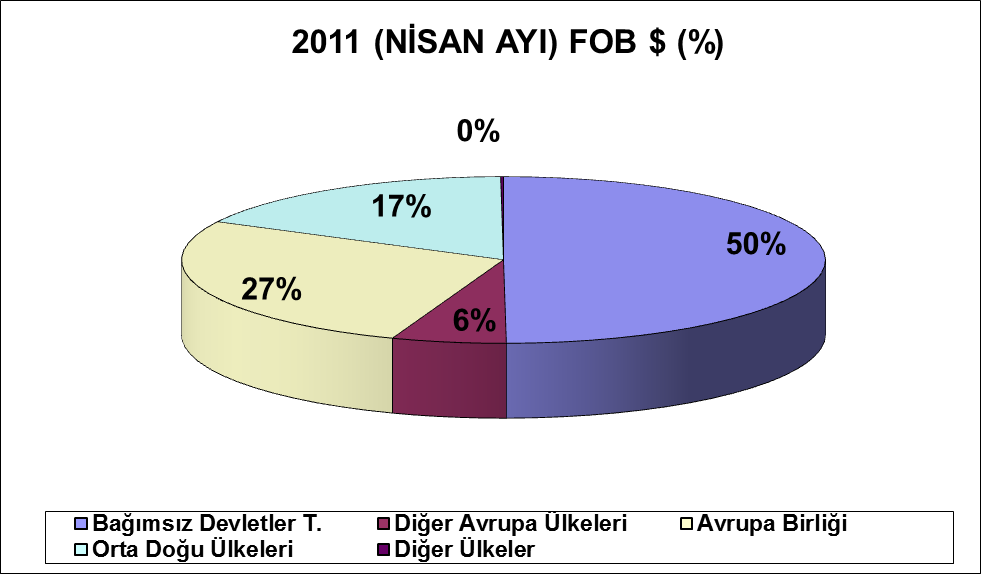 2011 (NİSAN AYI) FOB $ (%)
0%
17%
50%
27%
6%
Bağımsız Devletler T.
Diğer Avrupa Ülkeleri
Avrupa Birliği
Orta Doğu Ülkeleri
Diğer Ülkeler